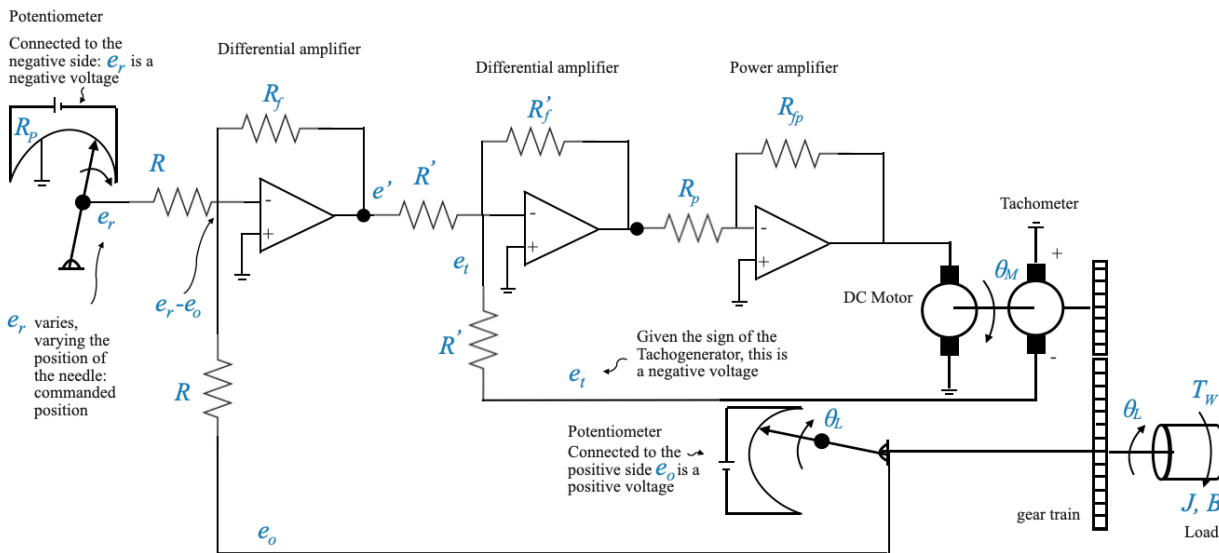 Potentiometer
Connected to the
negative side: e_r is a
negative voltage
R_P
e_r
e_r varies,
varying the
position of
the needle:
commanded
position
Differential amplifier
R_f
R
-
+
e_r-e_o
R
e_o
e'
Differential amplifier
R'_f
R'
-
+
e_t
R'
Given the sign of the
Tachogenerator, this is
a negative voltage
e_t
Power amplifier
R_fp
R_p
-
+
DC Motor
θ_M
Tachometer
+
-
Potentiometer
Connected to the
positive side e_o is a
positive voltage
θ_L
gear train
θ_L
T_W
J, B
Load